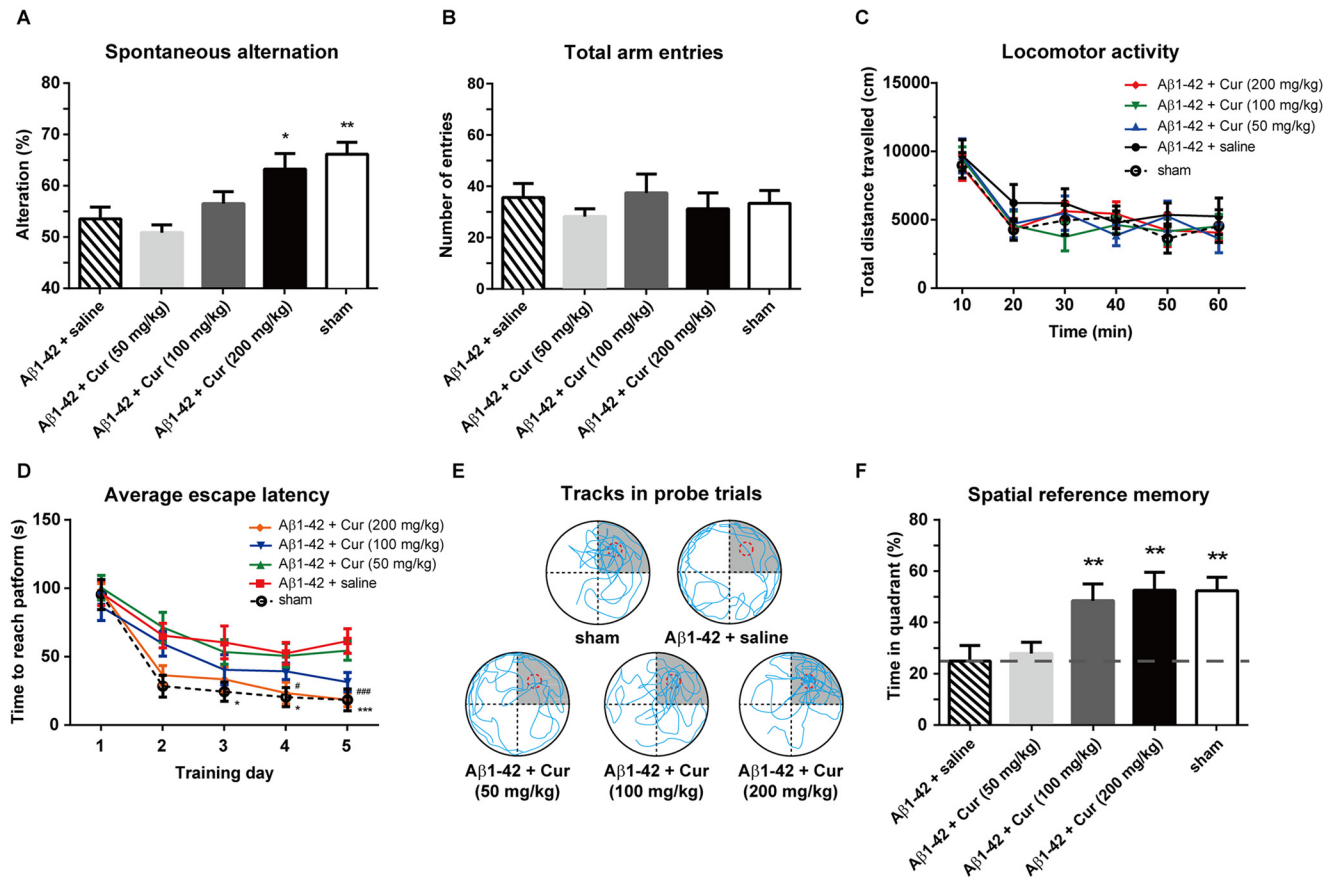 A
Spontaneous alternation
Alteration (%)
80
70
60
50
40
*
**
Aβ1-42 + saline
Aβ1-42 + Cur (50 mg/kg)
Aβ1-42 + Cur (100 mg/kg)
Aβ1-42 + Cur (200 mg/kg)
sham
B
Total arm entries
Number of entries
80
60
40
20
0
Aβ1-42 + saline
Aβ1-42 + Cur (50 mg/kg)
Aβ1-42 + Cur (100 mg/kg)
Aβ1-42 + Cur (200 mg/kg)
sham
C
Locomotor activity
Total distance travelled (cm)
15000
10000
5000
0
Aβ1-42 + Cur (200 mg/kg)
Aβ1-42 + Cur (100 mg/kg)
Aβ1-42 + Cur (50 mg/kg)
Aβ1-42 + saline
sham
10 20 30 40 50 60
Time (min)
D
Average escape latency
Time to reach patform (s)
150
100
50
0
Aβ1-42 + Cur (200 mg/kg)
Aβ1-42 + Cur (100 mg/kg)
Aβ1-42 + Cur (50 mg/kg)
Aβ1-42 + saline
sham
# ###
* * ***
1 2 3 4 5
Training day
E
Tracks in probe trials
sham
Aβ1-42 + saline
Aβ1-42 + Cur
(50 mg/kg)
Aβ1-42 + Cur
(100 mg/kg)
Aβ1-42 + Cur
(200 mg/kg)
F
Spatial reference memory
Time in quadrant (%)
80
60
40
20
0
**
**
**
Aβ1-42 + saline
Aβ1-42 + Cur (50 mg/kg)
Aβ1-42 + Cur (100 mg/kg)
Aβ1-42 + Cur (200 mg/kg)
sham